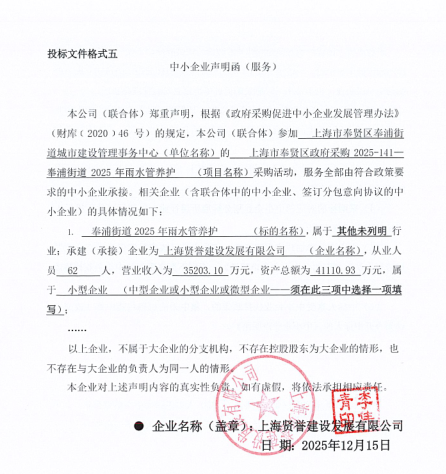 投标文件格式五
中小企业声明函（服务）
本公司（联合体）郑重声明，根据《政府采购促进中小企业发展管理办法》
（财库﹝2020﹞46 号）的规定，本公司（联合体）参加 上海市奉贤区奉浦街
道城市建设管理事务中心（单位名称）的 上海市奉贤区政府采购 2025-141—
奉浦街道 2025 年雨水管养护 （项目名称）采购活动，服务全部由符合政策要
求的中小企业承接。相关企业（含联合体中的中小企业、签订分包意向协议的中
小企业）的具体情况如下：
1. 奉浦街道 2025 年雨水管养护 （标的名称），属于 其他未列明 行
业；承建（承接）企业为 上海贤誉建设发展有限公司 （企业名称），从业人
员 62 人，营业收入为 35203.10 万元，资产总额为 41110.93 万元，属
于 小型企业 （中型企业或小型企业或微型企业——须在此三项中选择一项填
写）；
……
以上企业，不属于大企业的分支机构，不存在控股股东为大企业的情形，也
不存在与大企业的负责人为同一人的情形。
本企业对上述声明内容的真实性负责。如有虚假，将依法承担相应责任。
● 企业名称（盖章）：上海贤誉建设发展有限公司
日 期: 2025年12月15日